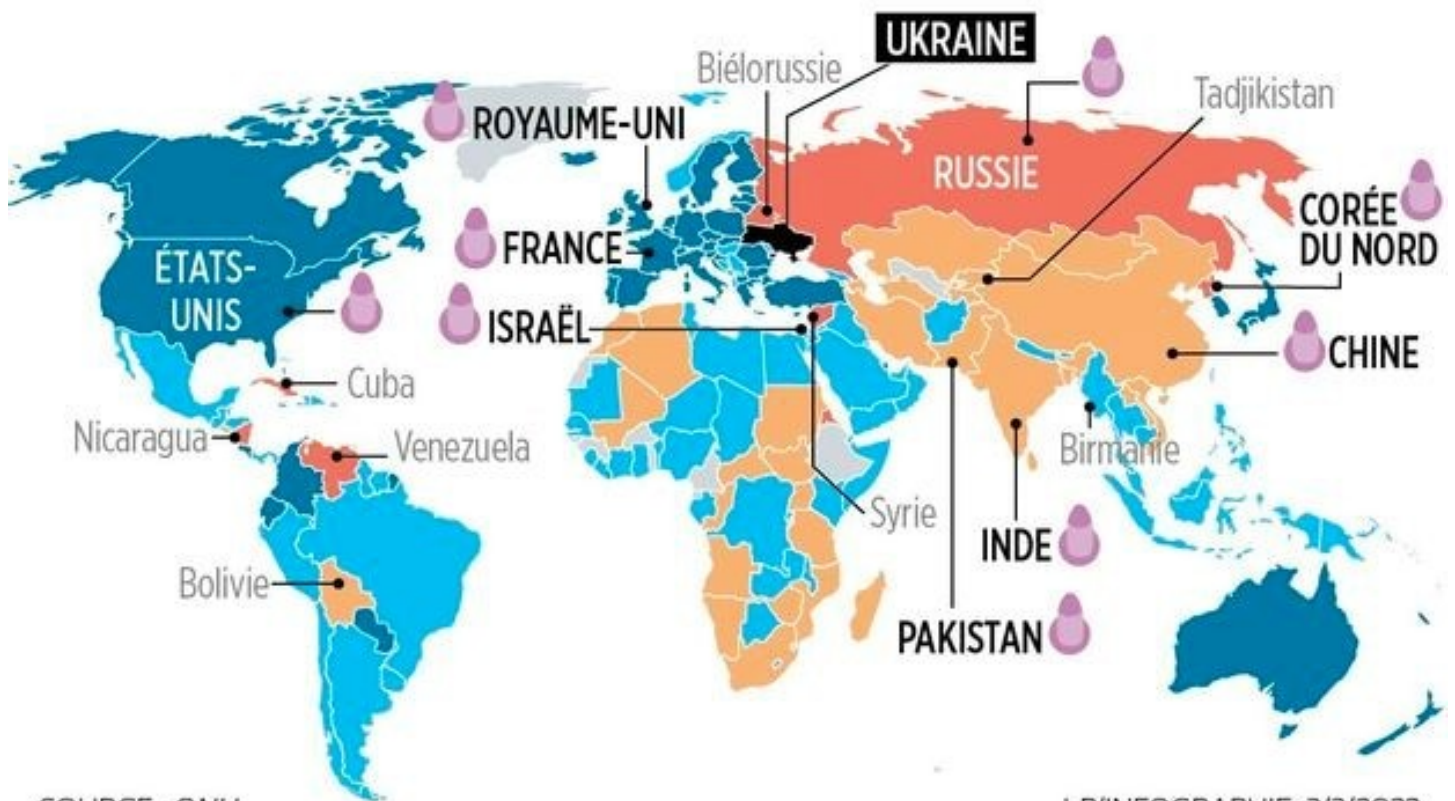 UKRAINE
Biélorussie
Tadjikistan
ROYAUME-UNI
RUSSIE
CORÉE
DU NORD
FRANCE
ÉTATS-
UNIS
ISRAËL
CHINE
Cuba
Nicaragua
Venezuela
Birmanie
Syrie
INDE
Bolivie
PAKISTAN